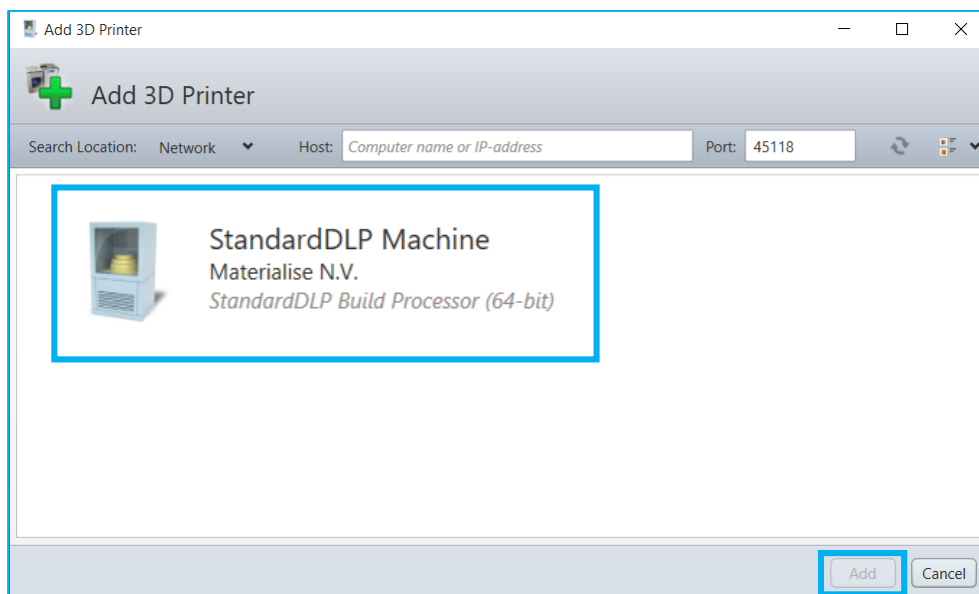 Add 3D Printer
Add 3D Printer
Search Location: Network Host: Computer name or IP-address Port: 45118
StandardDLP Machine
Materialise N.V.
StandardDLP Build Processor (64-bit)
Add Cancel